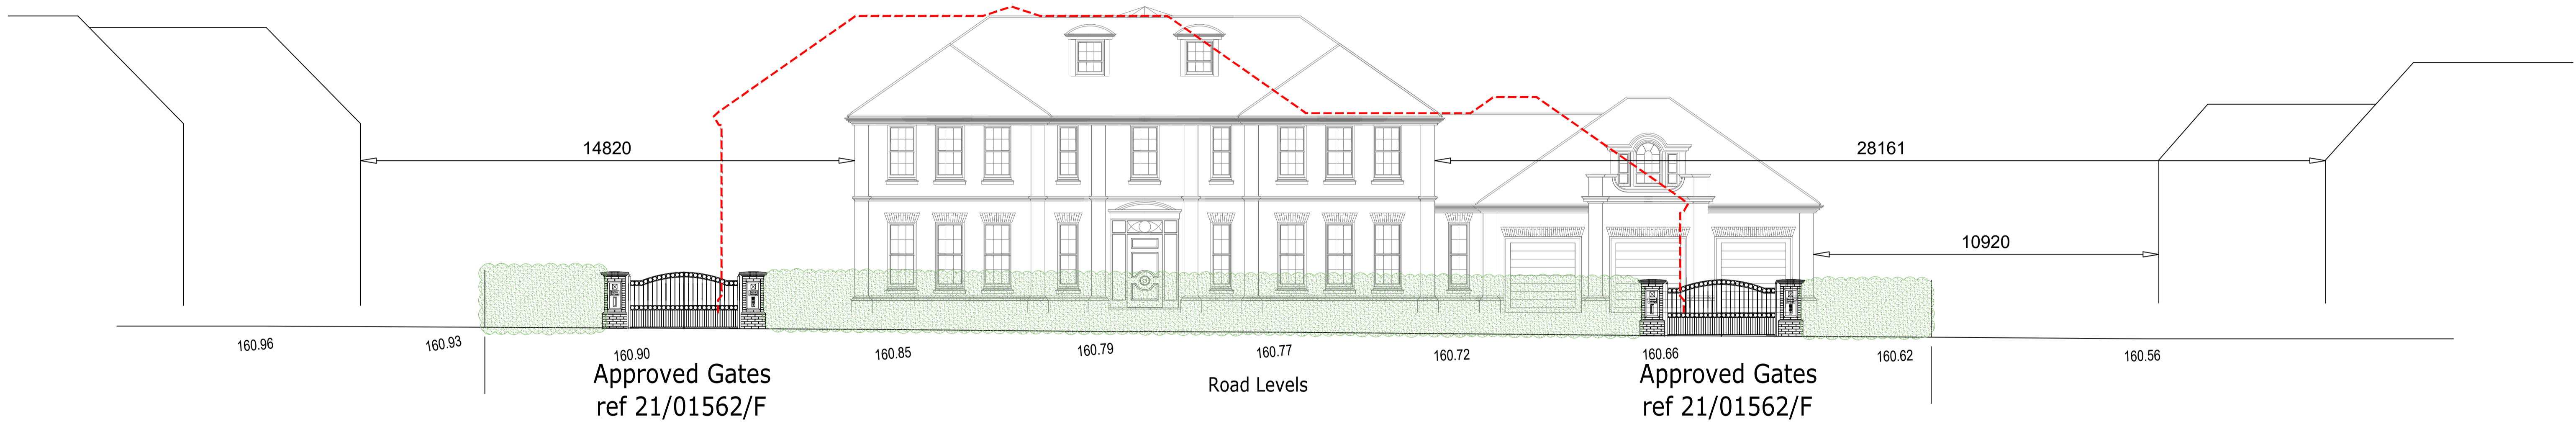 14820
28161
10920
160.96
160.93
160.90
160.85
160.79
160.77
160.72
160.66
160.62
160.56
Approved Gates
ref 21/01562/F
Road Levels
Approved Gates
ref 21/01562/F